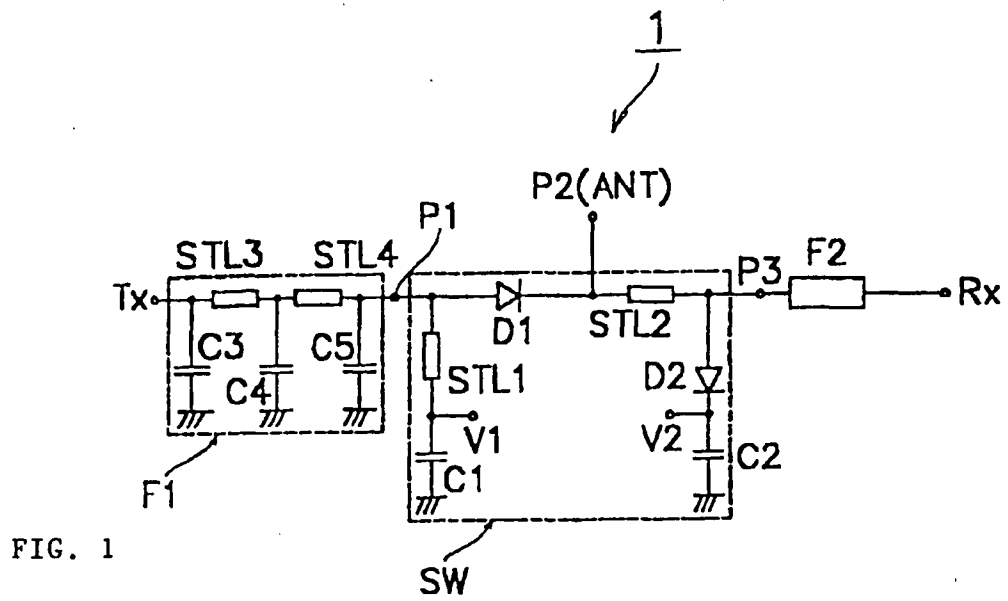 1
P2(ANT)
P1
F2
STL3 STL4
P3
Tx
Rx
D1
STL2
C3 C5
STL1
D2
C4
V1
V2
C2
C1
F1
FIG. 1
SW